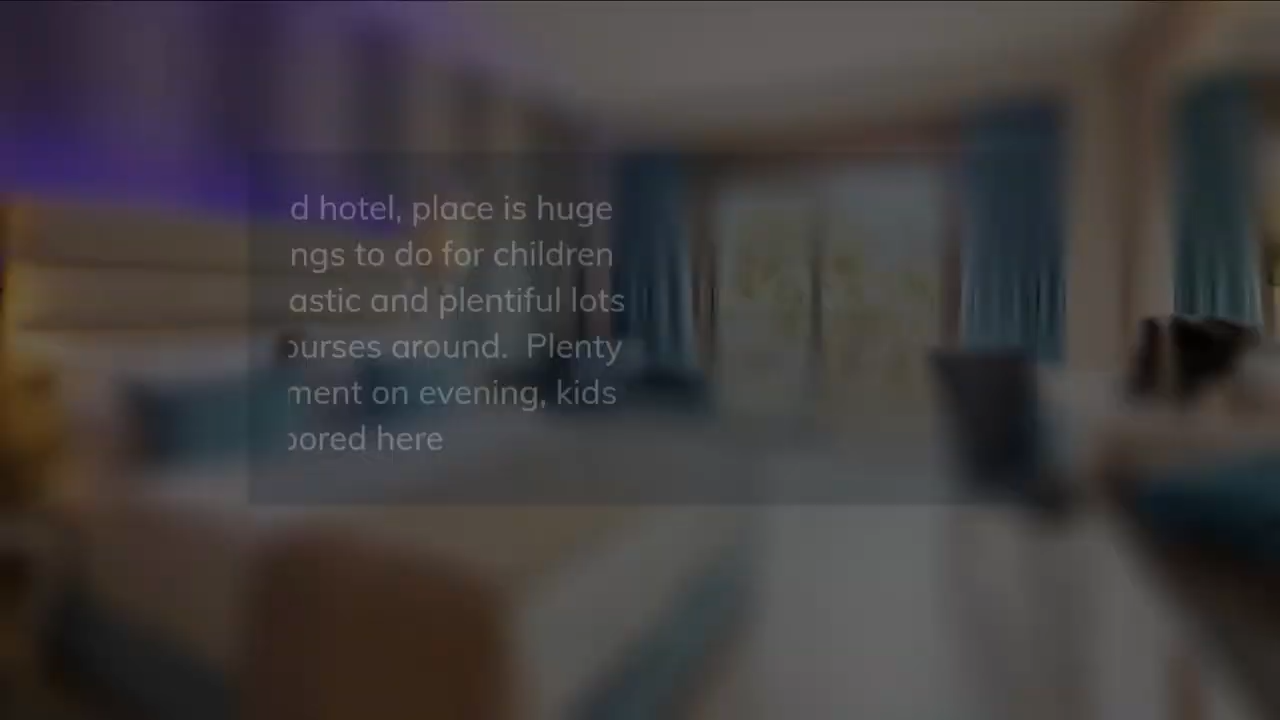 d hotel, place is huge
ngs to do for children
astic and plentiful lots
ourses around.  Plenty
ment on evening, kids
bored here